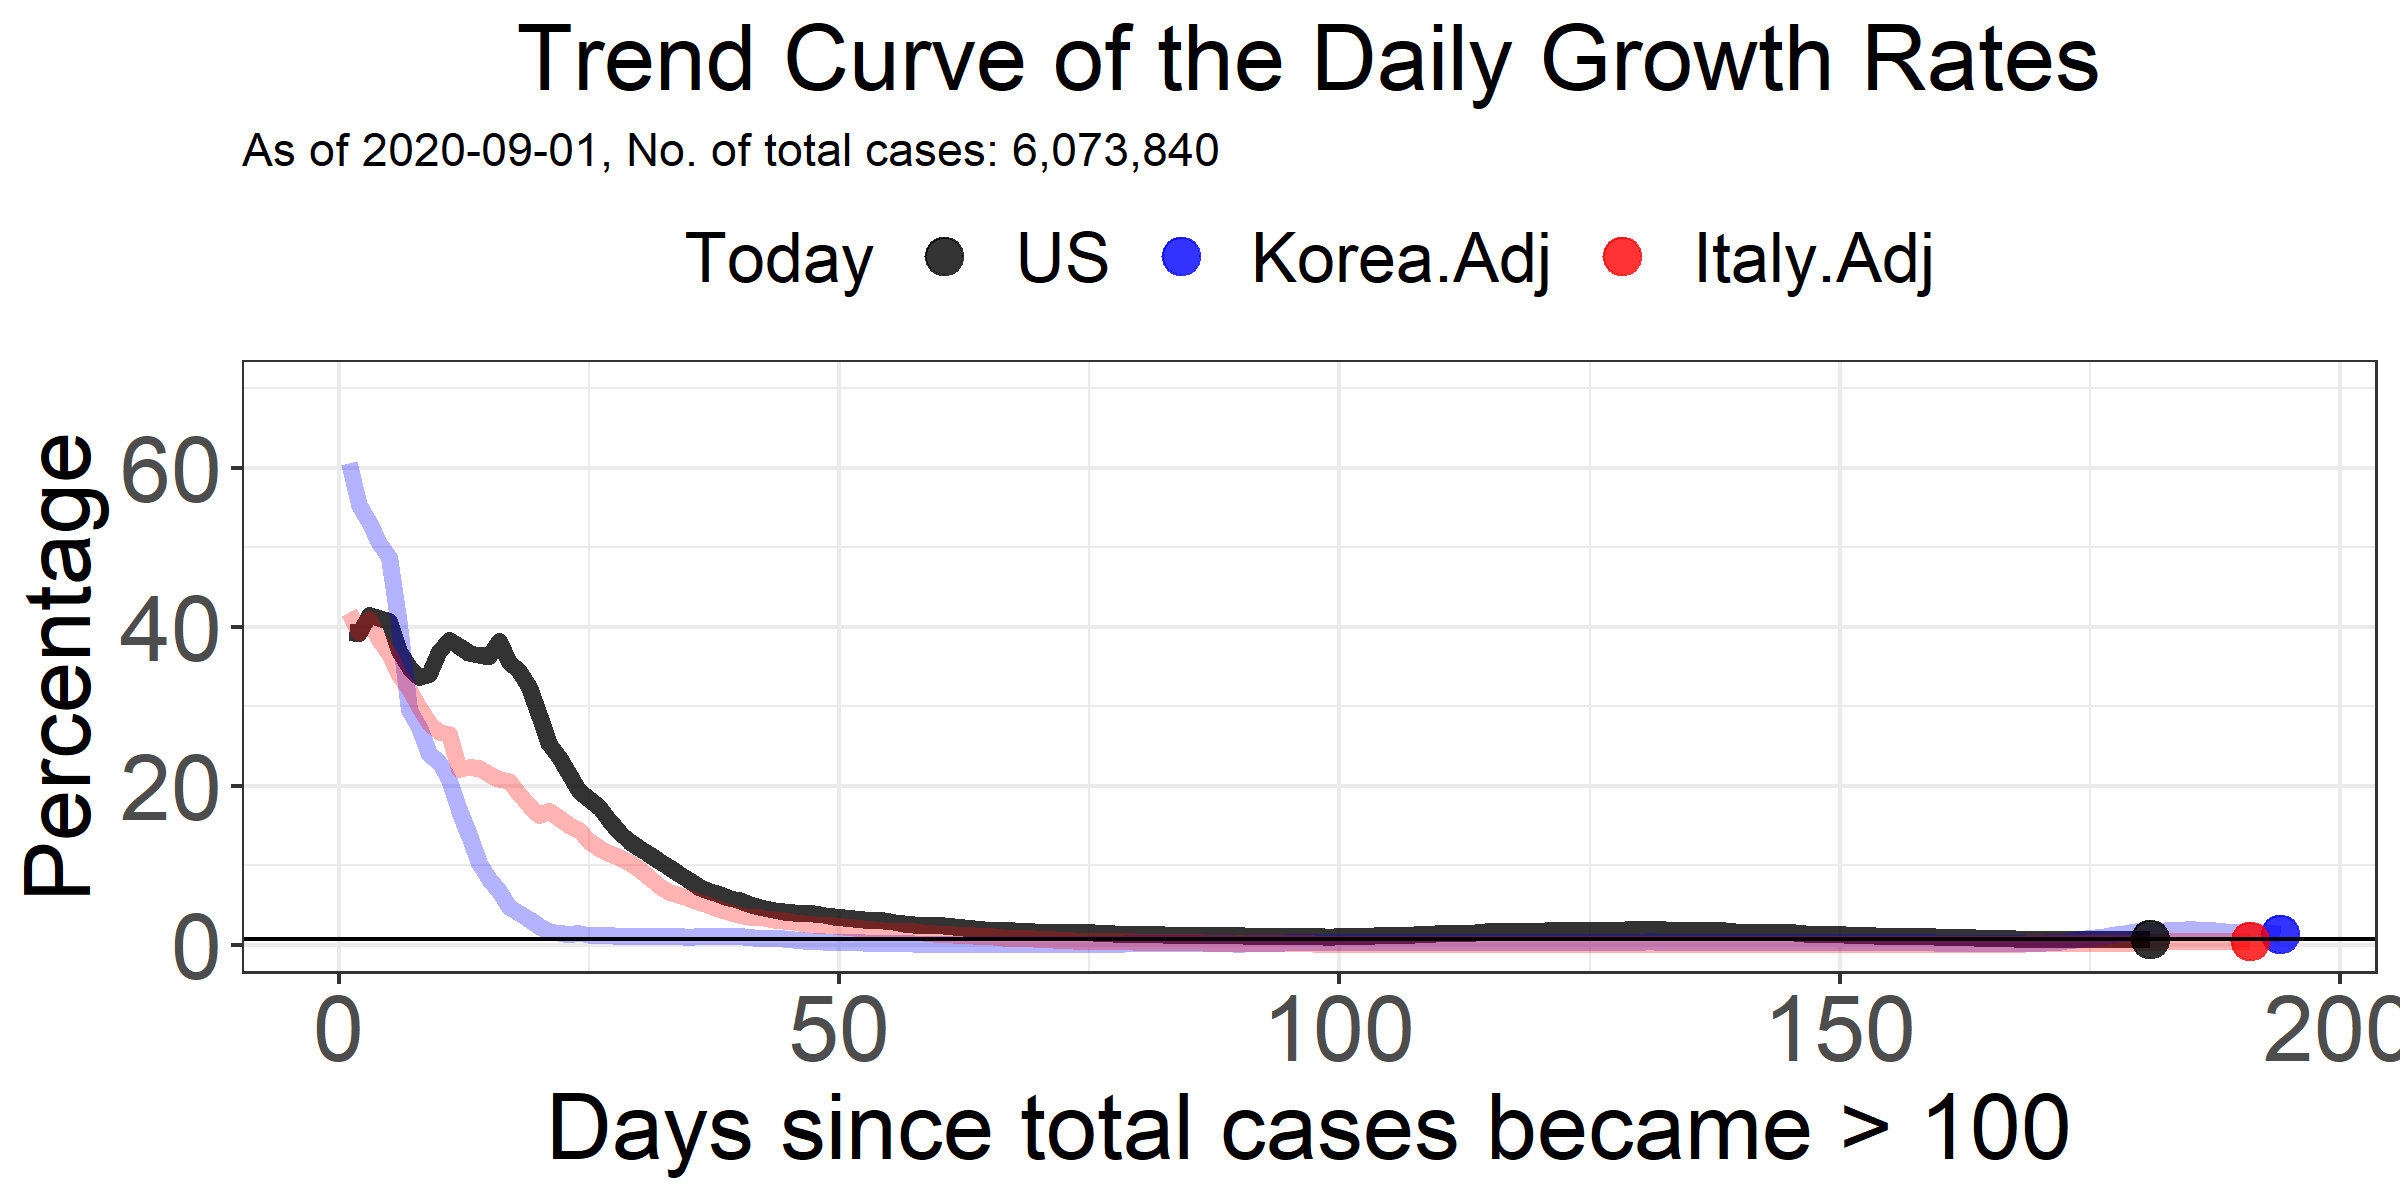 Trend Curve of the Daily Growth Rates
As of 2020-09-01, No. of total cases: 6,073,840
Today US Korea.Adj Italy.Adj
Percentage
60
40
20
0
0 50 100 150 200
Days since total cases became > 100